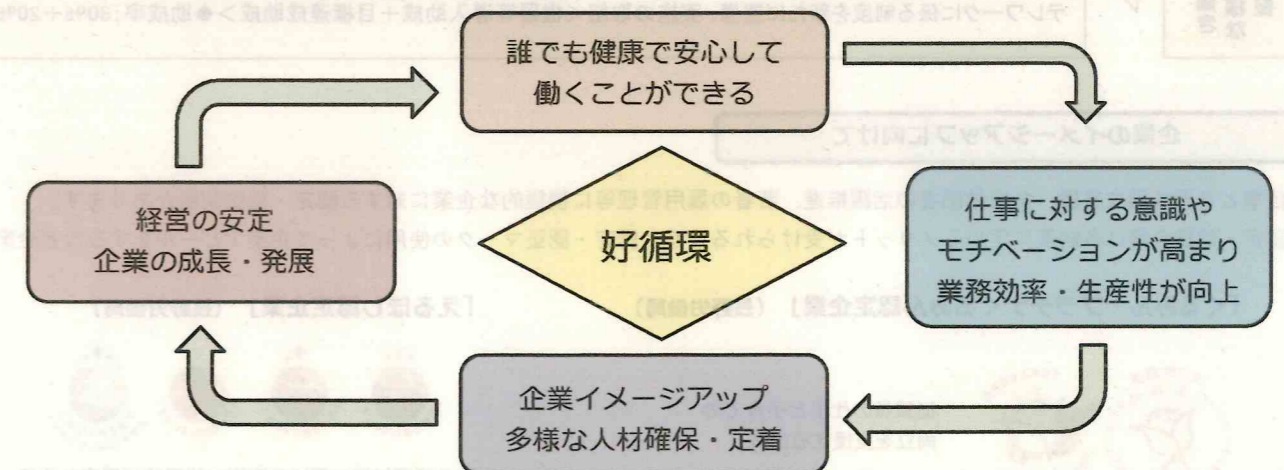 誰でも健康で安心して
働くことができる
仕事に対する意識や
モチベーションが高まり
業務効率・生産性が向上
企業イメージアップ
多様な人材確保・定着
経営の安定
企業の成長・発展
好循環